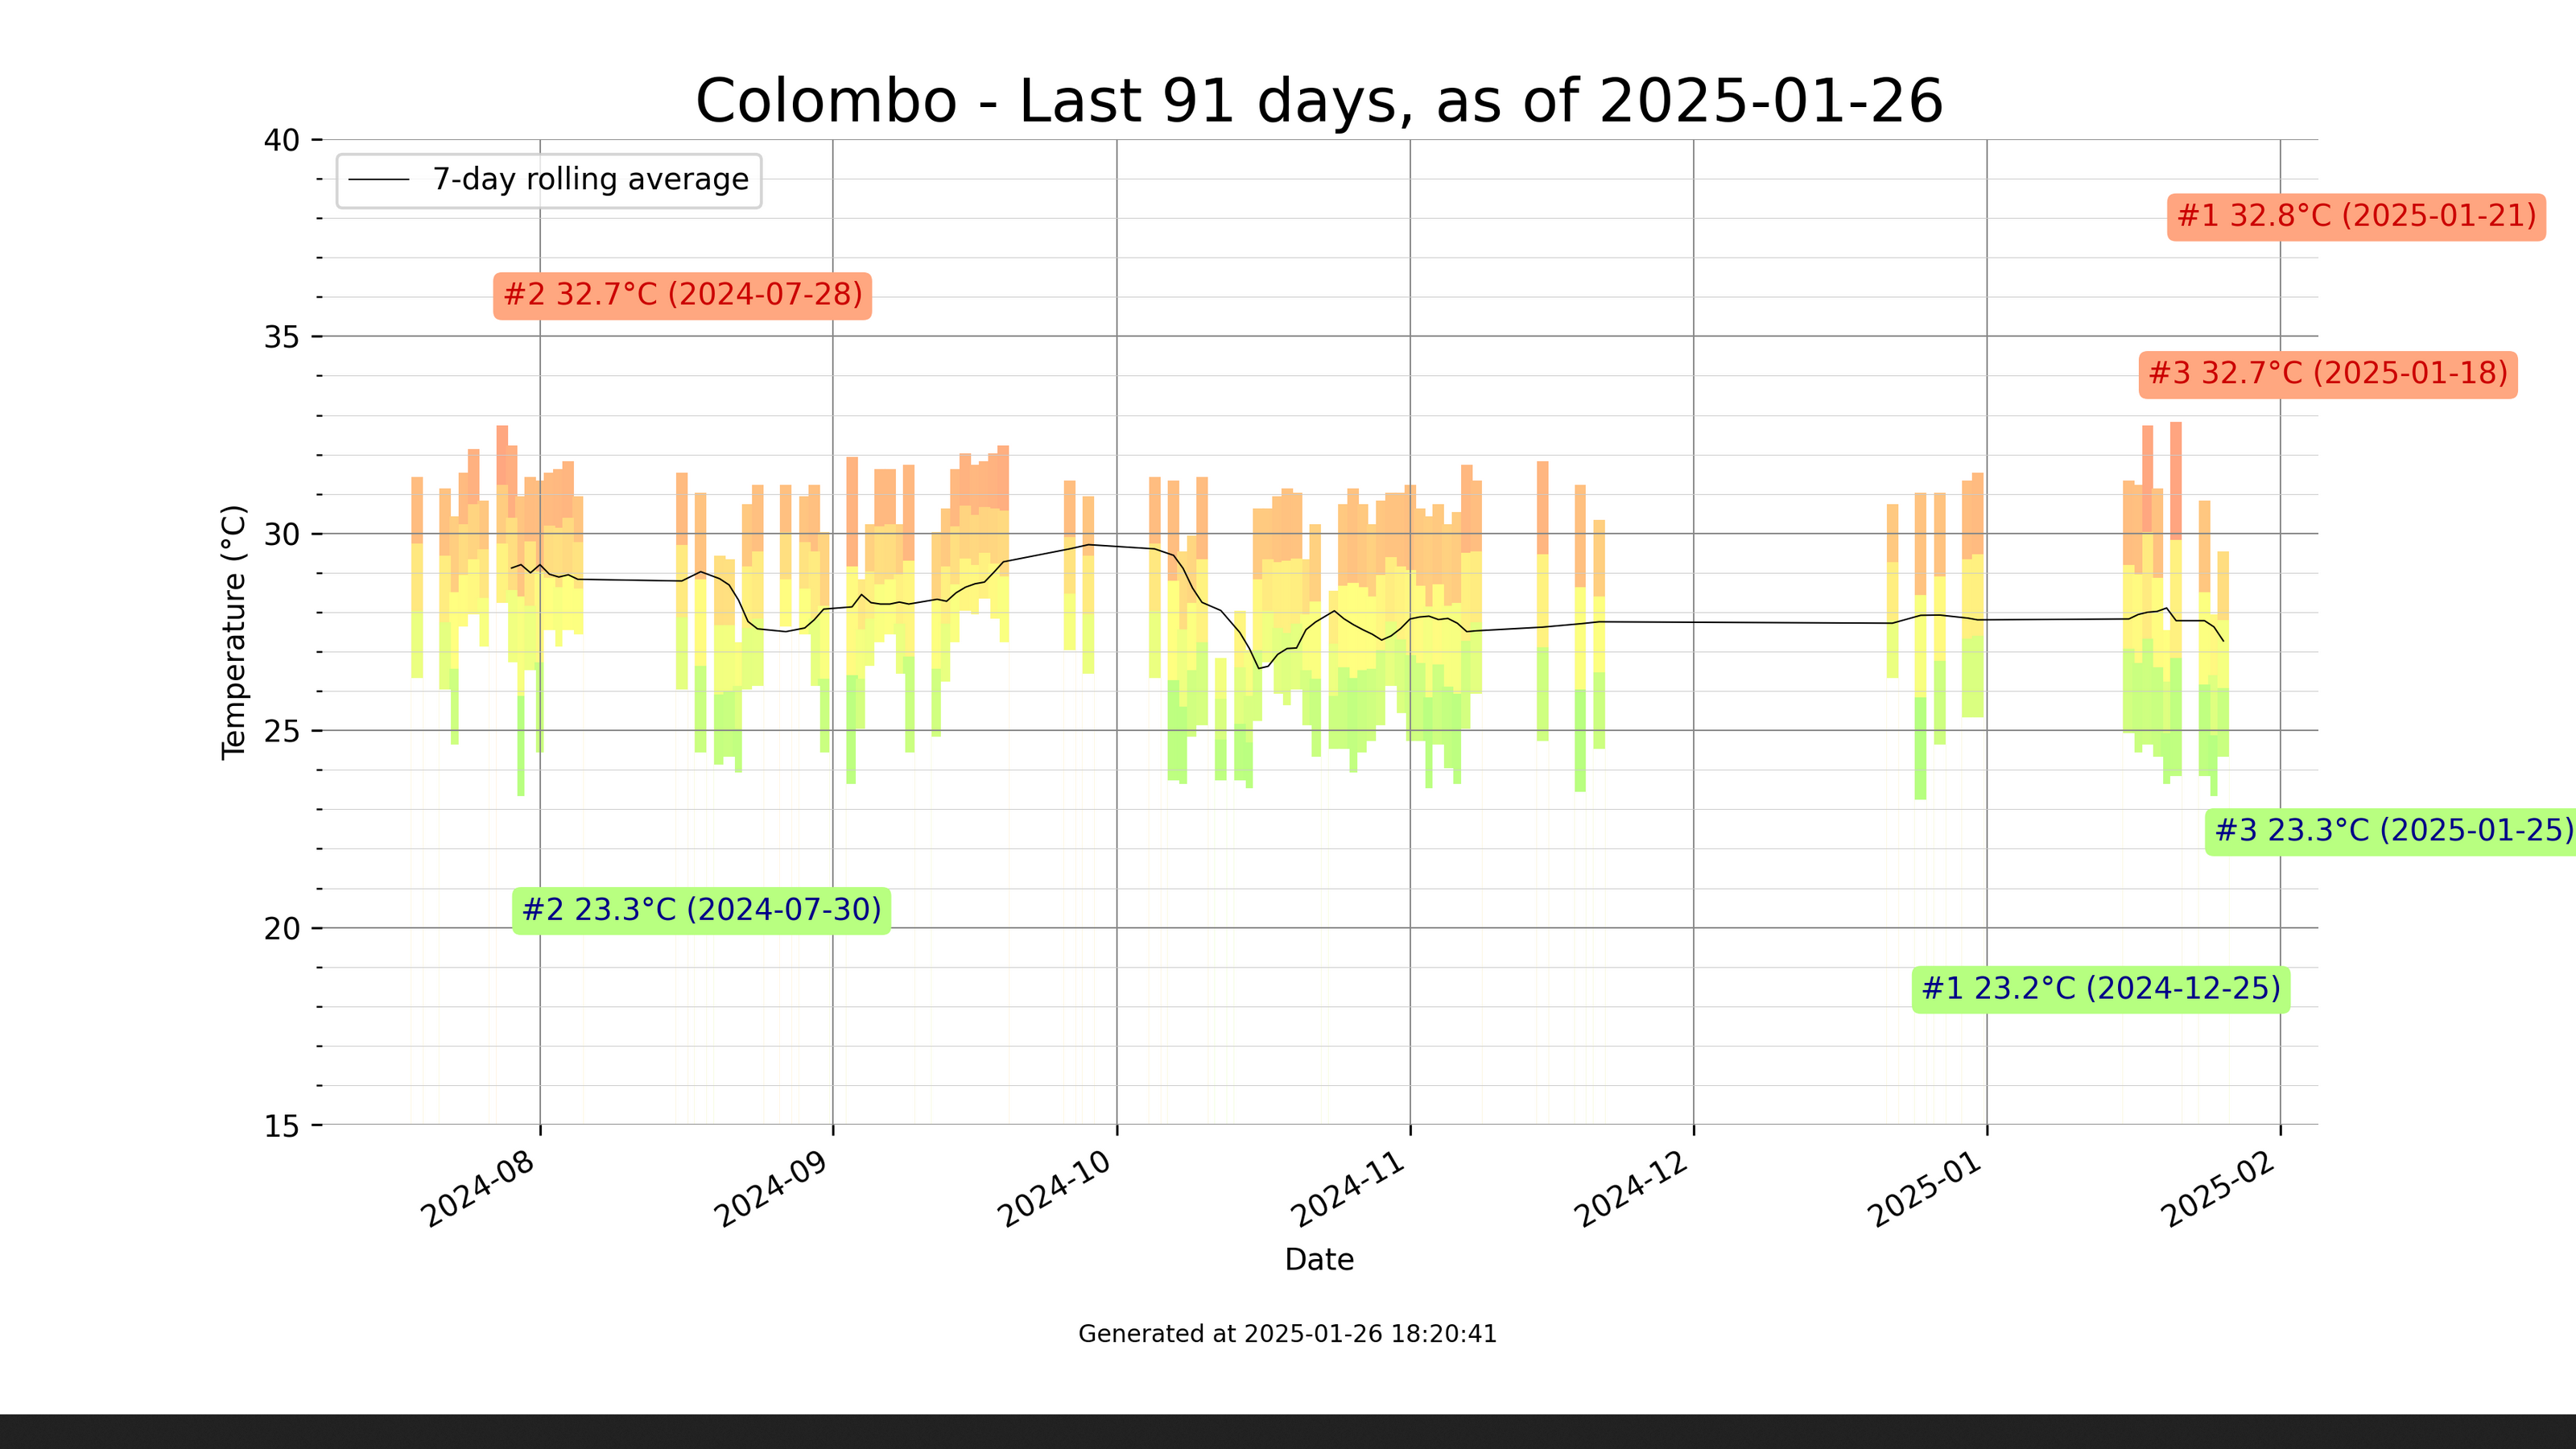 Colombo - Last 91 days, as of 2025-01-26
40
7-day rolling average
#1 32.8°C (2025-01-21)
#2 32.7°C (2024-07-28)
35
#3 32.7°C (2025-01-18)
30
Temperature (°C)
25
#3 23.3°C (2025-01-25)
#2 23.3°C (2024-07-30)
20
#1 23.2°C (2024-12-25)
15
2024-08
2024-09
2024-10
2024-11
2024-12
2025-01
2025-02
Date
Generated at 2025-01-26 18:20:41